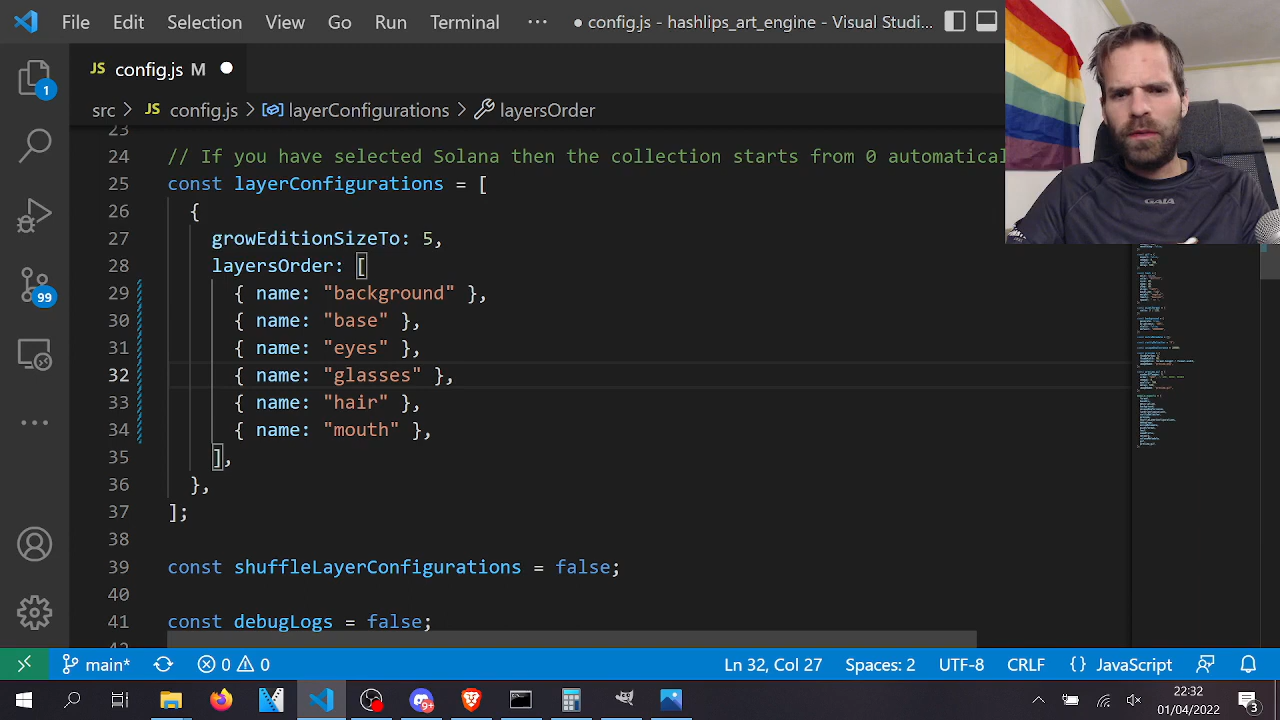 File Edit Selection View Go Run Terminal ··· ● config.js - hashlips_art_engine - Visual Studi...
JS config.js M
1
src > JS config.js > layerConfigurations > layersOrder
23
24 // If you have selected Solana then the collection starts from 0 automatical
25 const layerConfigurations = [
26 {
27 growEditionSizeTo: 5,
28 layersOrder: [
29 { name: "background" },
30 { name: "base" },
31 { name: "eyes" },
32 { name: "glasses" },
33 { name: "hair" },
34 { name: "mouth" },
35 ],
36 },
37 ];
38
39 const shuffleLayerConfigurations = false;
40
41 const debugLogs = false;
99
GAIA
main* 0 0 Ln 32, Col 27 Spaces: 2 UTF-8 CRLF {} JavaScript
9+
22:32
01/04/2022
3